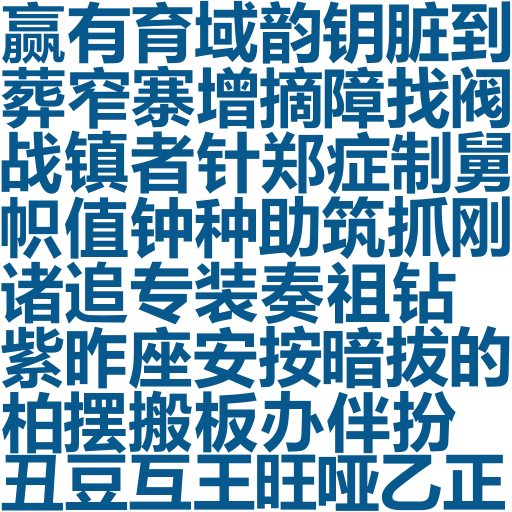 赢有育域韵钥脏到
葬窄寨增摘障找阀
战镇者针郑症制舅
帜值钟种助筑抓刚
诸追专装奏祖钻
紫昨座安按暗拔的
柏摆搬板办伴扮
丑豆互王旺哑乙正